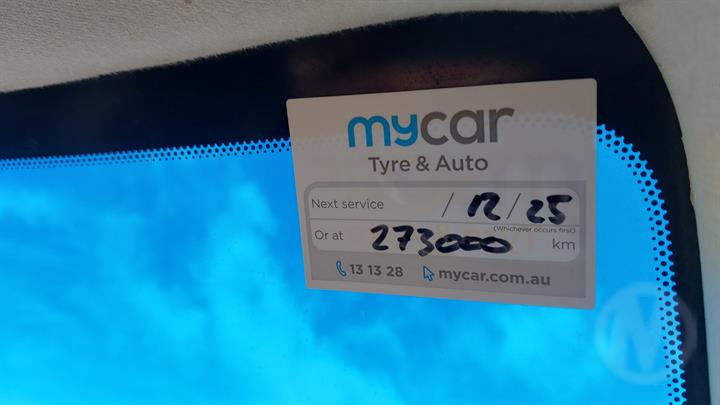 mycar
Tyre & Auto
Next service / 12 / 25
(Whichever occurs first)
Or at 273000 km
13 13 28 mycar.com.au
M